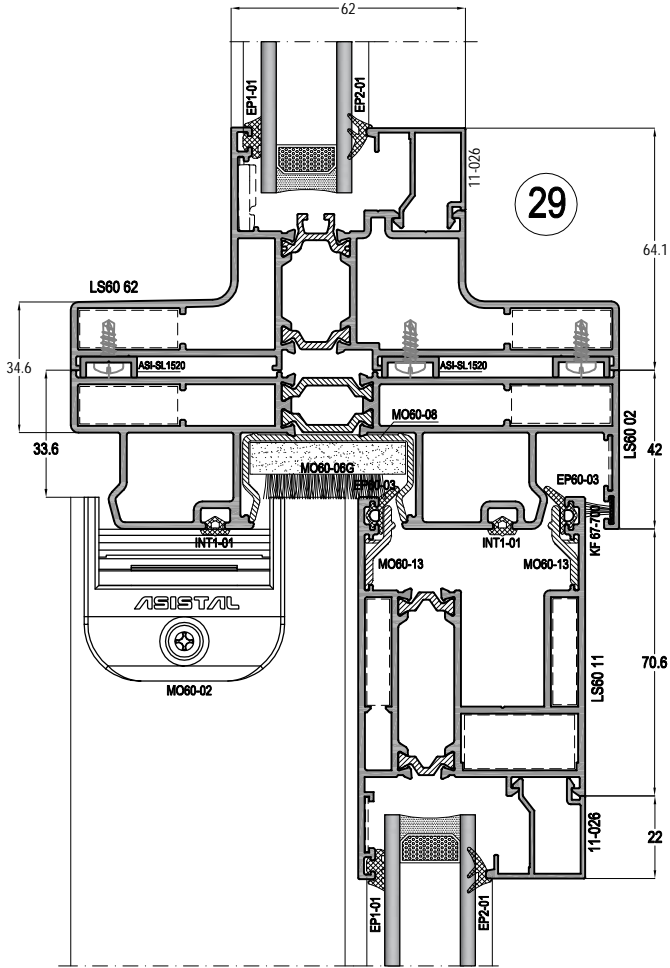 62
EP1-01
EP2-01
11-026
29
64.1
LS60 62
34.6
ASI-SL1520
ASI-SL1520
MO60-08
LS60 02
33.6
42
MO60-08G
EP60-03
EP60-03
KF 67-700
INT1-01
INT1-01
MO60-13
MO60-13
ASISTAL
MO60-02
LS60 11
70.6
11-026
22
EP1-01
EP2-01